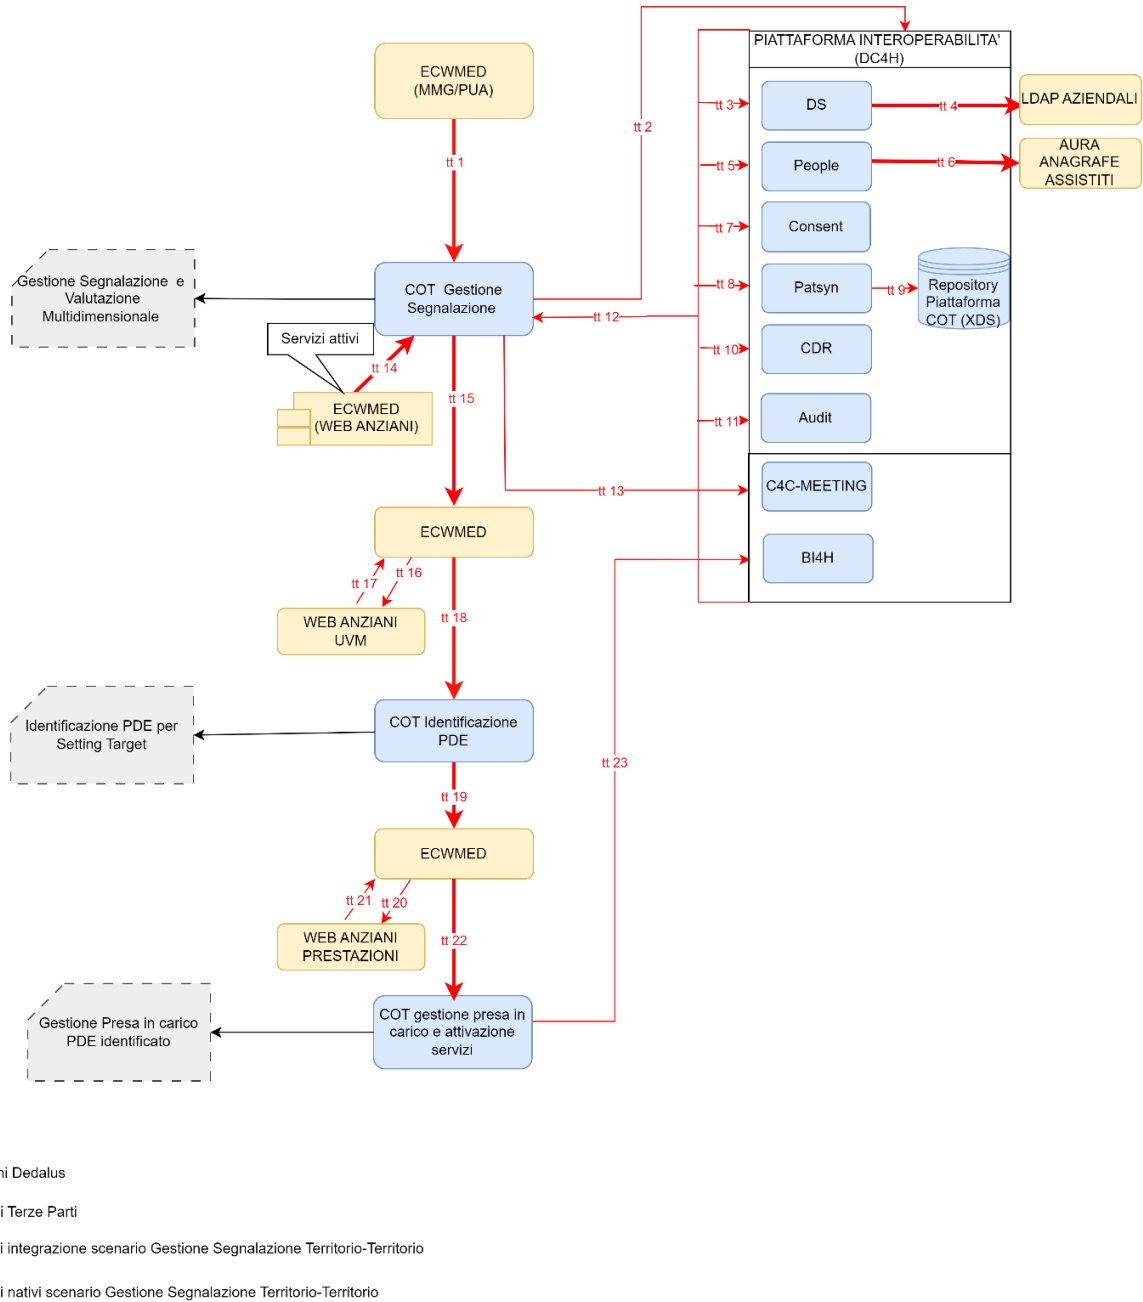 ECWMED
(MMG/PUA)
tt 1
tt 2
PIATTAFORMA INTEROPERABILITA'
(DC4H)
tt 3
DS
tt 4
LDAP AZIENDALI
tt 5
People
tt 6
AURA
ANAGRAFE
ASSISTITI
tt 7
Consent
tt 8
Patsyn
tt 9
Repository
Piattaforma
COT (XDS)
tt 10
CDR
tt 11
Audit
C4C-MEETING
BI4H
Gestione Segnalazione e
Valutazione
Multidimensionale
COT Gestione
Segnalazione
tt 12
Servizi attivi
tt 14
ECWMED
(WEB ANZIANI)
tt 15
tt 13
ECWMED
tt 17
tt 16
WEB ANZIANI
UVM
tt 18
Identificazione PDE per
Setting Target
COT Identificazione
PDE
tt 23
tt 19
ECWMED
tt 21
tt 20
WEB ANZIANI
PRESTAZIONI
tt 22
Gestione Presa in carico
PDE identificato
COT gestione presa in
carico e attivazione
servizi
ni Dedalus
i Terze Parti
i integrazione scenario Gestione Segnalazione Territorio-Territorio
i nativi scenario Gestione Segnalazione Territorio-Territorio